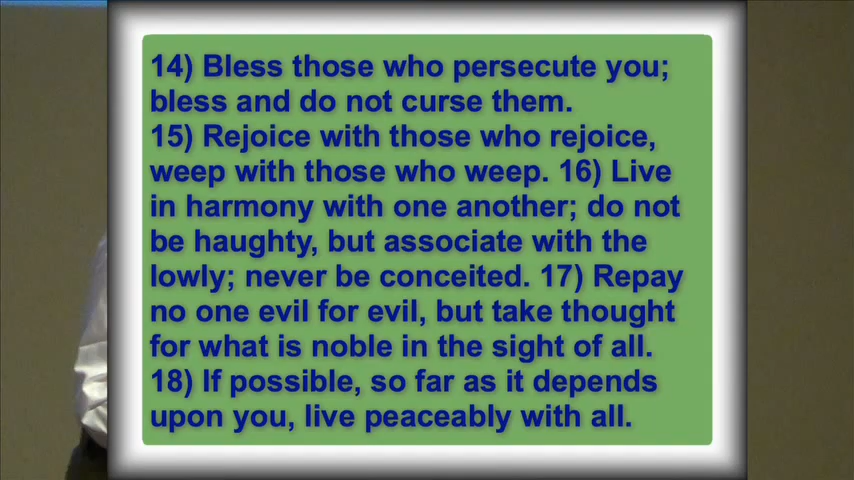 14) Bless those who persecute you;
bless and do not curse them.
15) Rejoice with those who rejoice,
weep with those who weep. 16) Live
in harmony with one another; do not
be haughty, but associate with the
lowly; never be conceited. 17) Repay
no one evil for evil, but take thought
for what is noble in the sight of all.
18) If possible, so far as it depends
upon you, live peaceably with all.